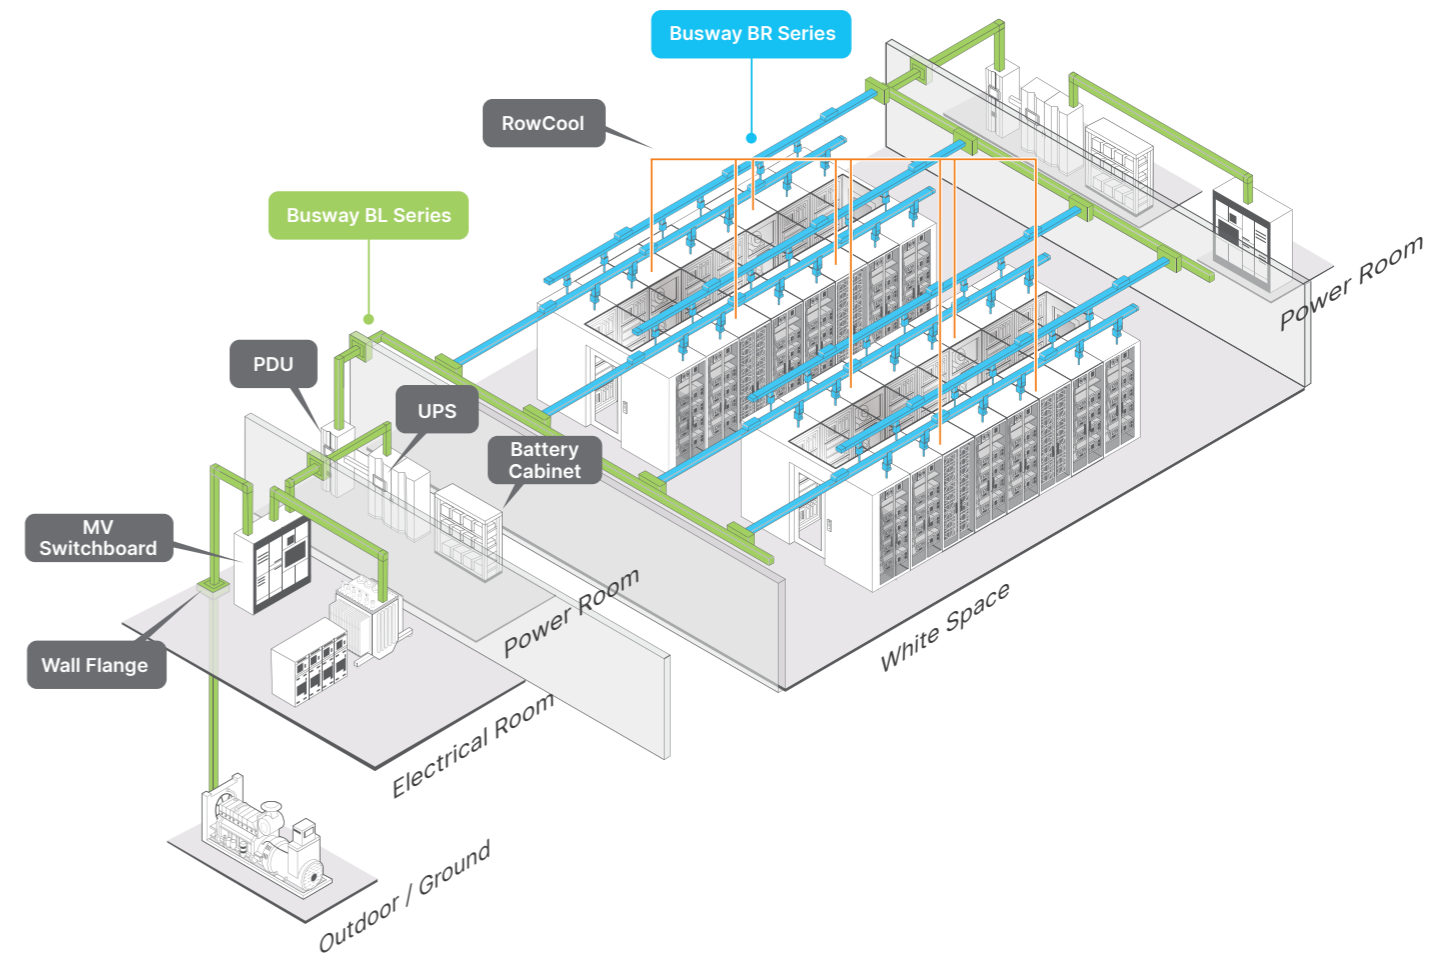 Busway BR Series
RowCool
Busway BL Series
PDU
UPS
Battery
Cabinet
MV
Switchboard
Wall Flange
Power Room
Power Room
White Space
Electrical Room
Outdoor / Ground